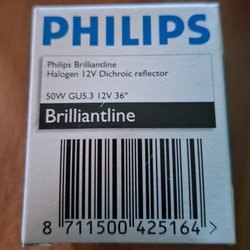 PHILIPS
Philips Brilliantline
Halogen 12V Dichroic reflector
50W GU5.3 12V 36°
Brilliantline
8 711500 425164 >